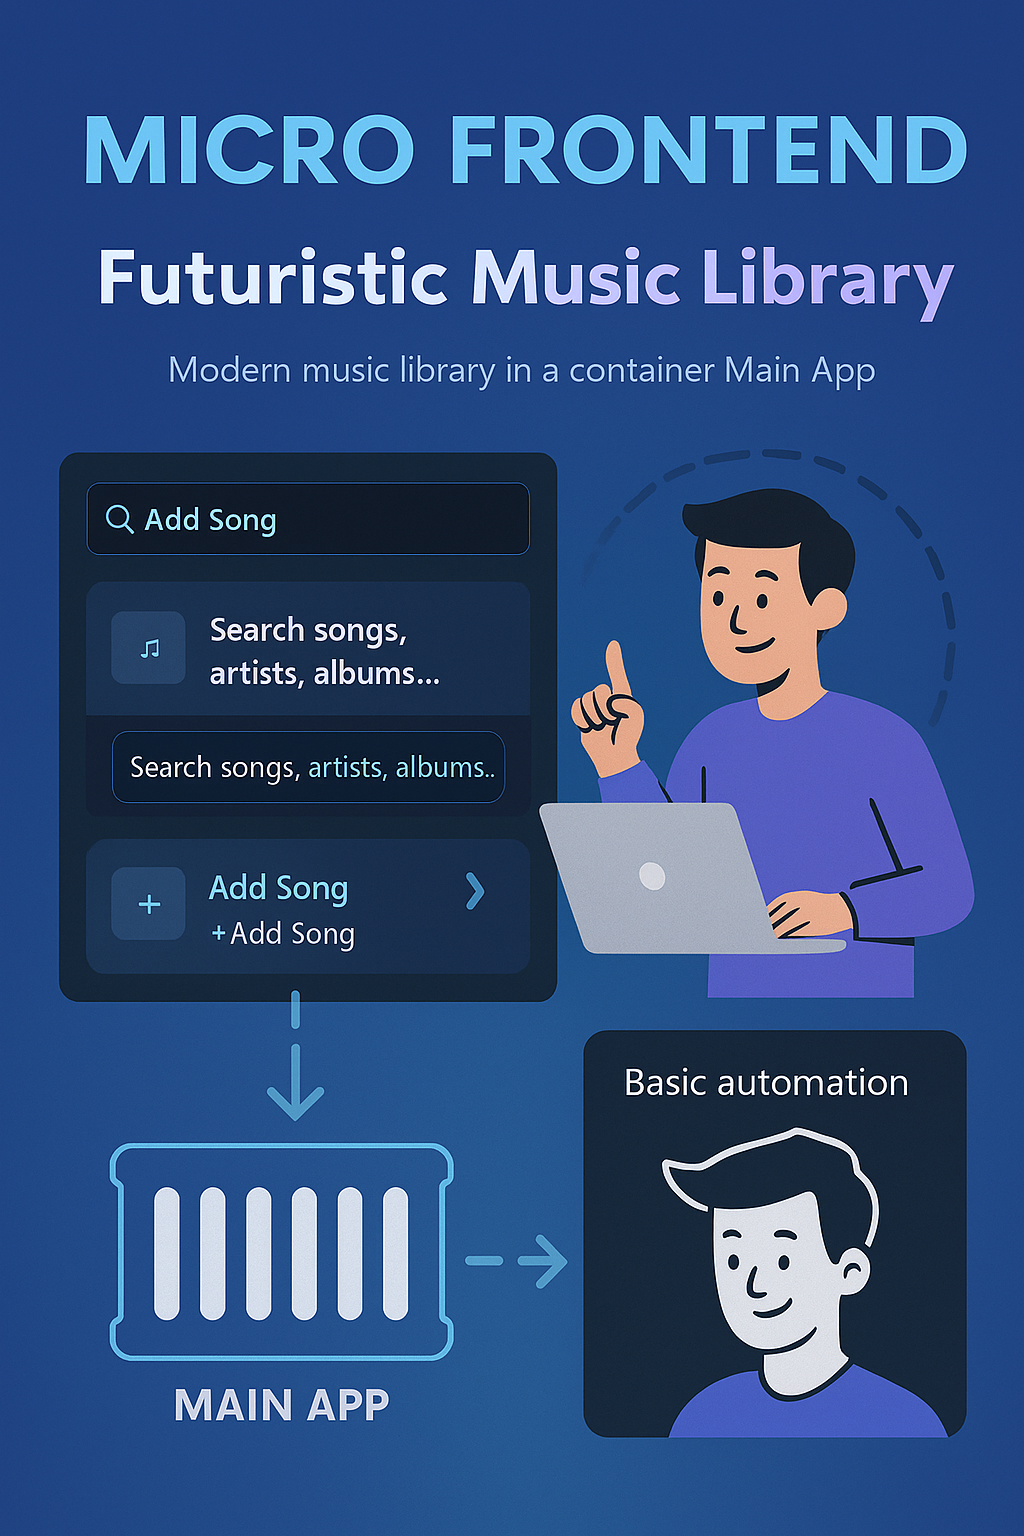 MICRO FRONTEND
Futuristic Music Library
Modern music library in a container Main App
Add Song
Search songs,
artists, albums...
Search songs, artists, albums..
Add Song
+Add Song
Basic automation
MAIN APP